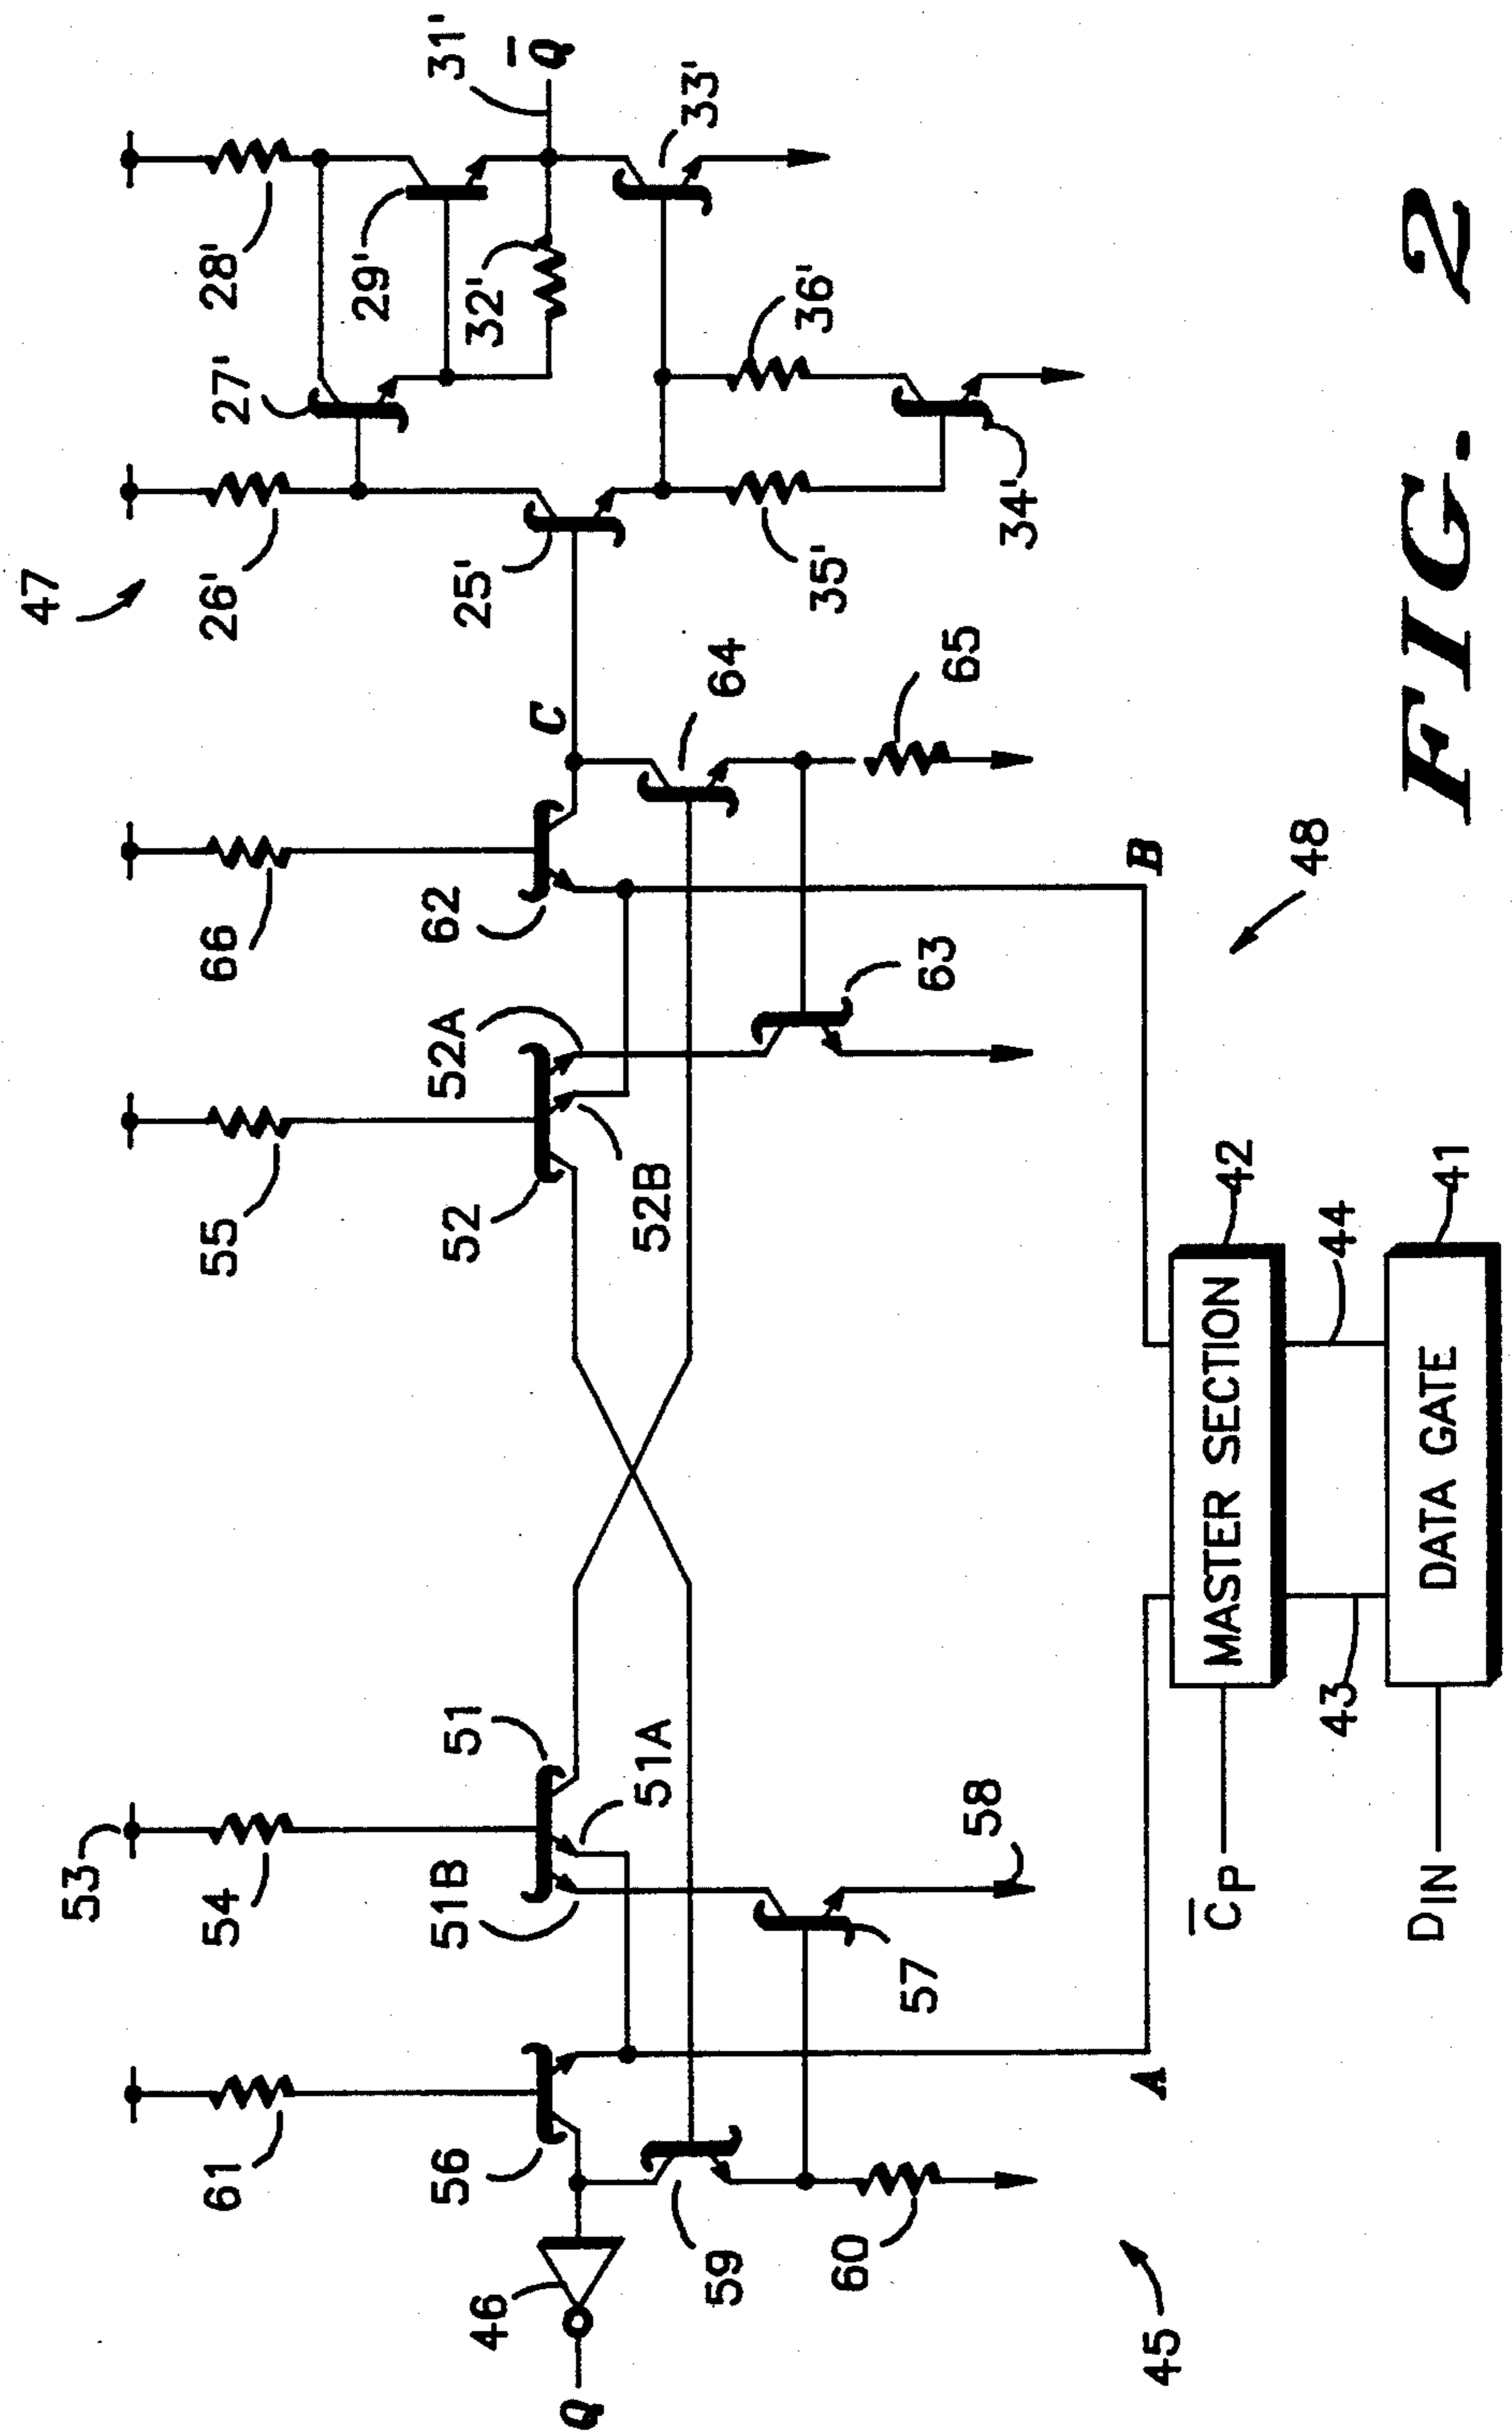 47
28'
31'
Q
26'
27'
29'
32'
33'
25'
36'
35'
34'
C
66
62
64
65
55
52
52A
52B
63
B
48
53
54
51
51A
51B
57
58
61
56
59
60
46
Q
45
A
MASTER SECTION
42
C̅P
43
44
DATA GATE
41
DIN
FIG. 2